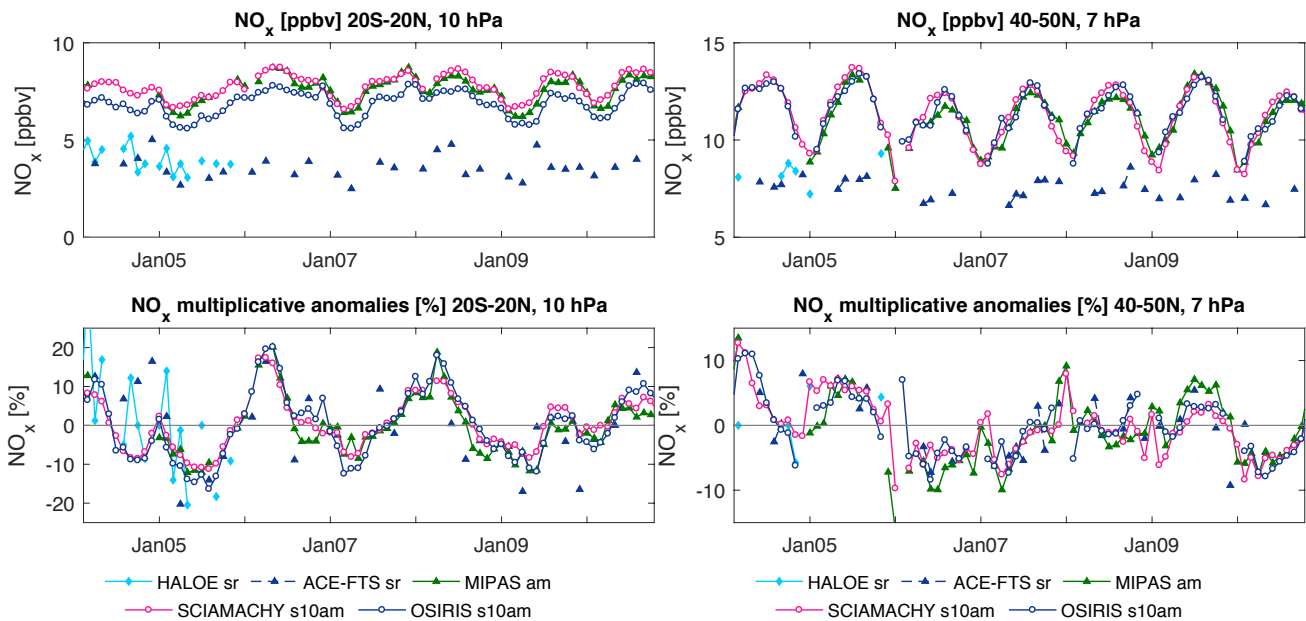 NOx [ppbv] 20S-20N, 10 hPa
NOx [ppbv]
10
5
0
Jan05 Jan07 Jan09
NOx [ppbv] 40-50N, 7 hPa
NOx [ppbv]
15
10
5
Jan05 Jan07 Jan09
NOx multiplicative anomalies [%] 20S-20N, 10 hPa
NOx [%]
20
10
0
-10
-20
Jan05 Jan07 Jan09
NOx multiplicative anomalies [%] 40-50N, 7 hPa
NOx [%]
10
0
-10
Jan05 Jan07 Jan09
HALOE sr ACE-FTS sr MIPAS am
SCIAMACHY s10am OSIRIS s10am
HALOE sr ACE-FTS sr MIPAS am
SCIAMACHY s10am OSIRIS s10am